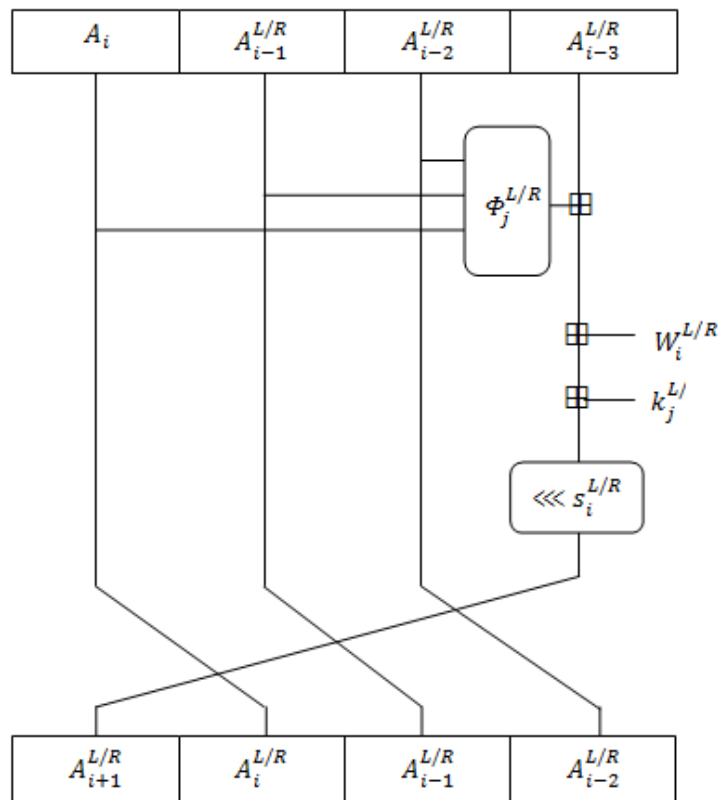 A_i A_{i-1}^{L/R} A_{i-2}^{L/R} A_{i-3}^{L/R}
Φ_j^{L/R}
W_i^{L/R}
k_j^{L/}
⋘ s_i^{L/R}
A_{i+1}^{L/R} A_i^{L/R} A_{i-1}^{L/R} A_{i-2}^{L/R}